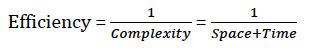 Efficiency = 1/Complexity = 1/Space+Time